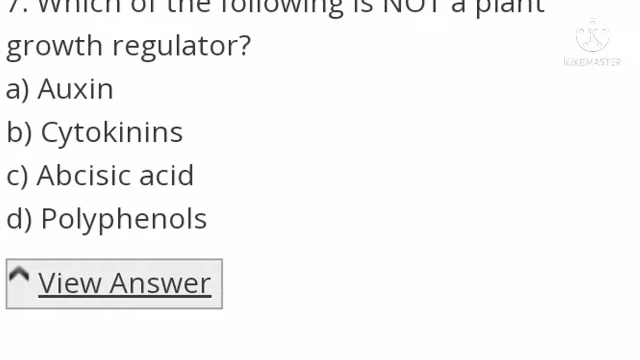 7. Which of the following is NOT a plant
growth regulator?
a) Auxin
b) Cytokinins
c) Abcisic acid
d) Polyphenols
View Answer
KINEMASTER